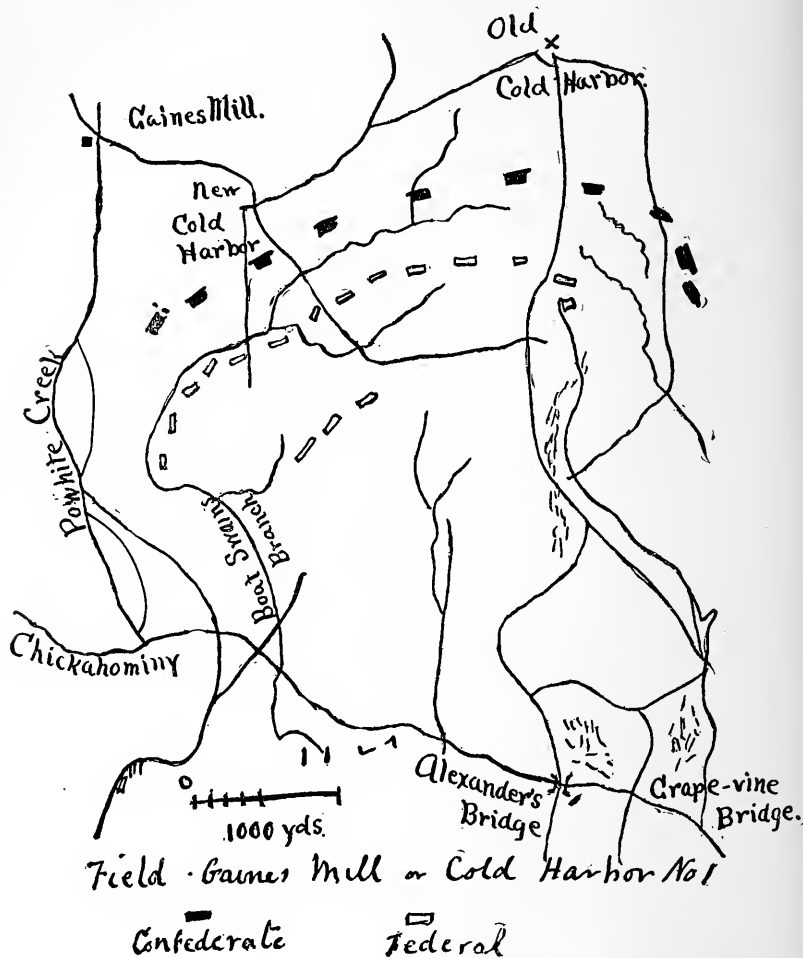 Old
x
Cold Harbor.
Gaines Mill.
New
Cold
Harbor
Powhite Creek
Boat Swain's
Branch
Chickahominy
Alexander's
Bridge
Grape-vine
Bridge.
0
1000 yds.
Field · Gaines Mill or Cold Harbor No 1
Confederate
Federal